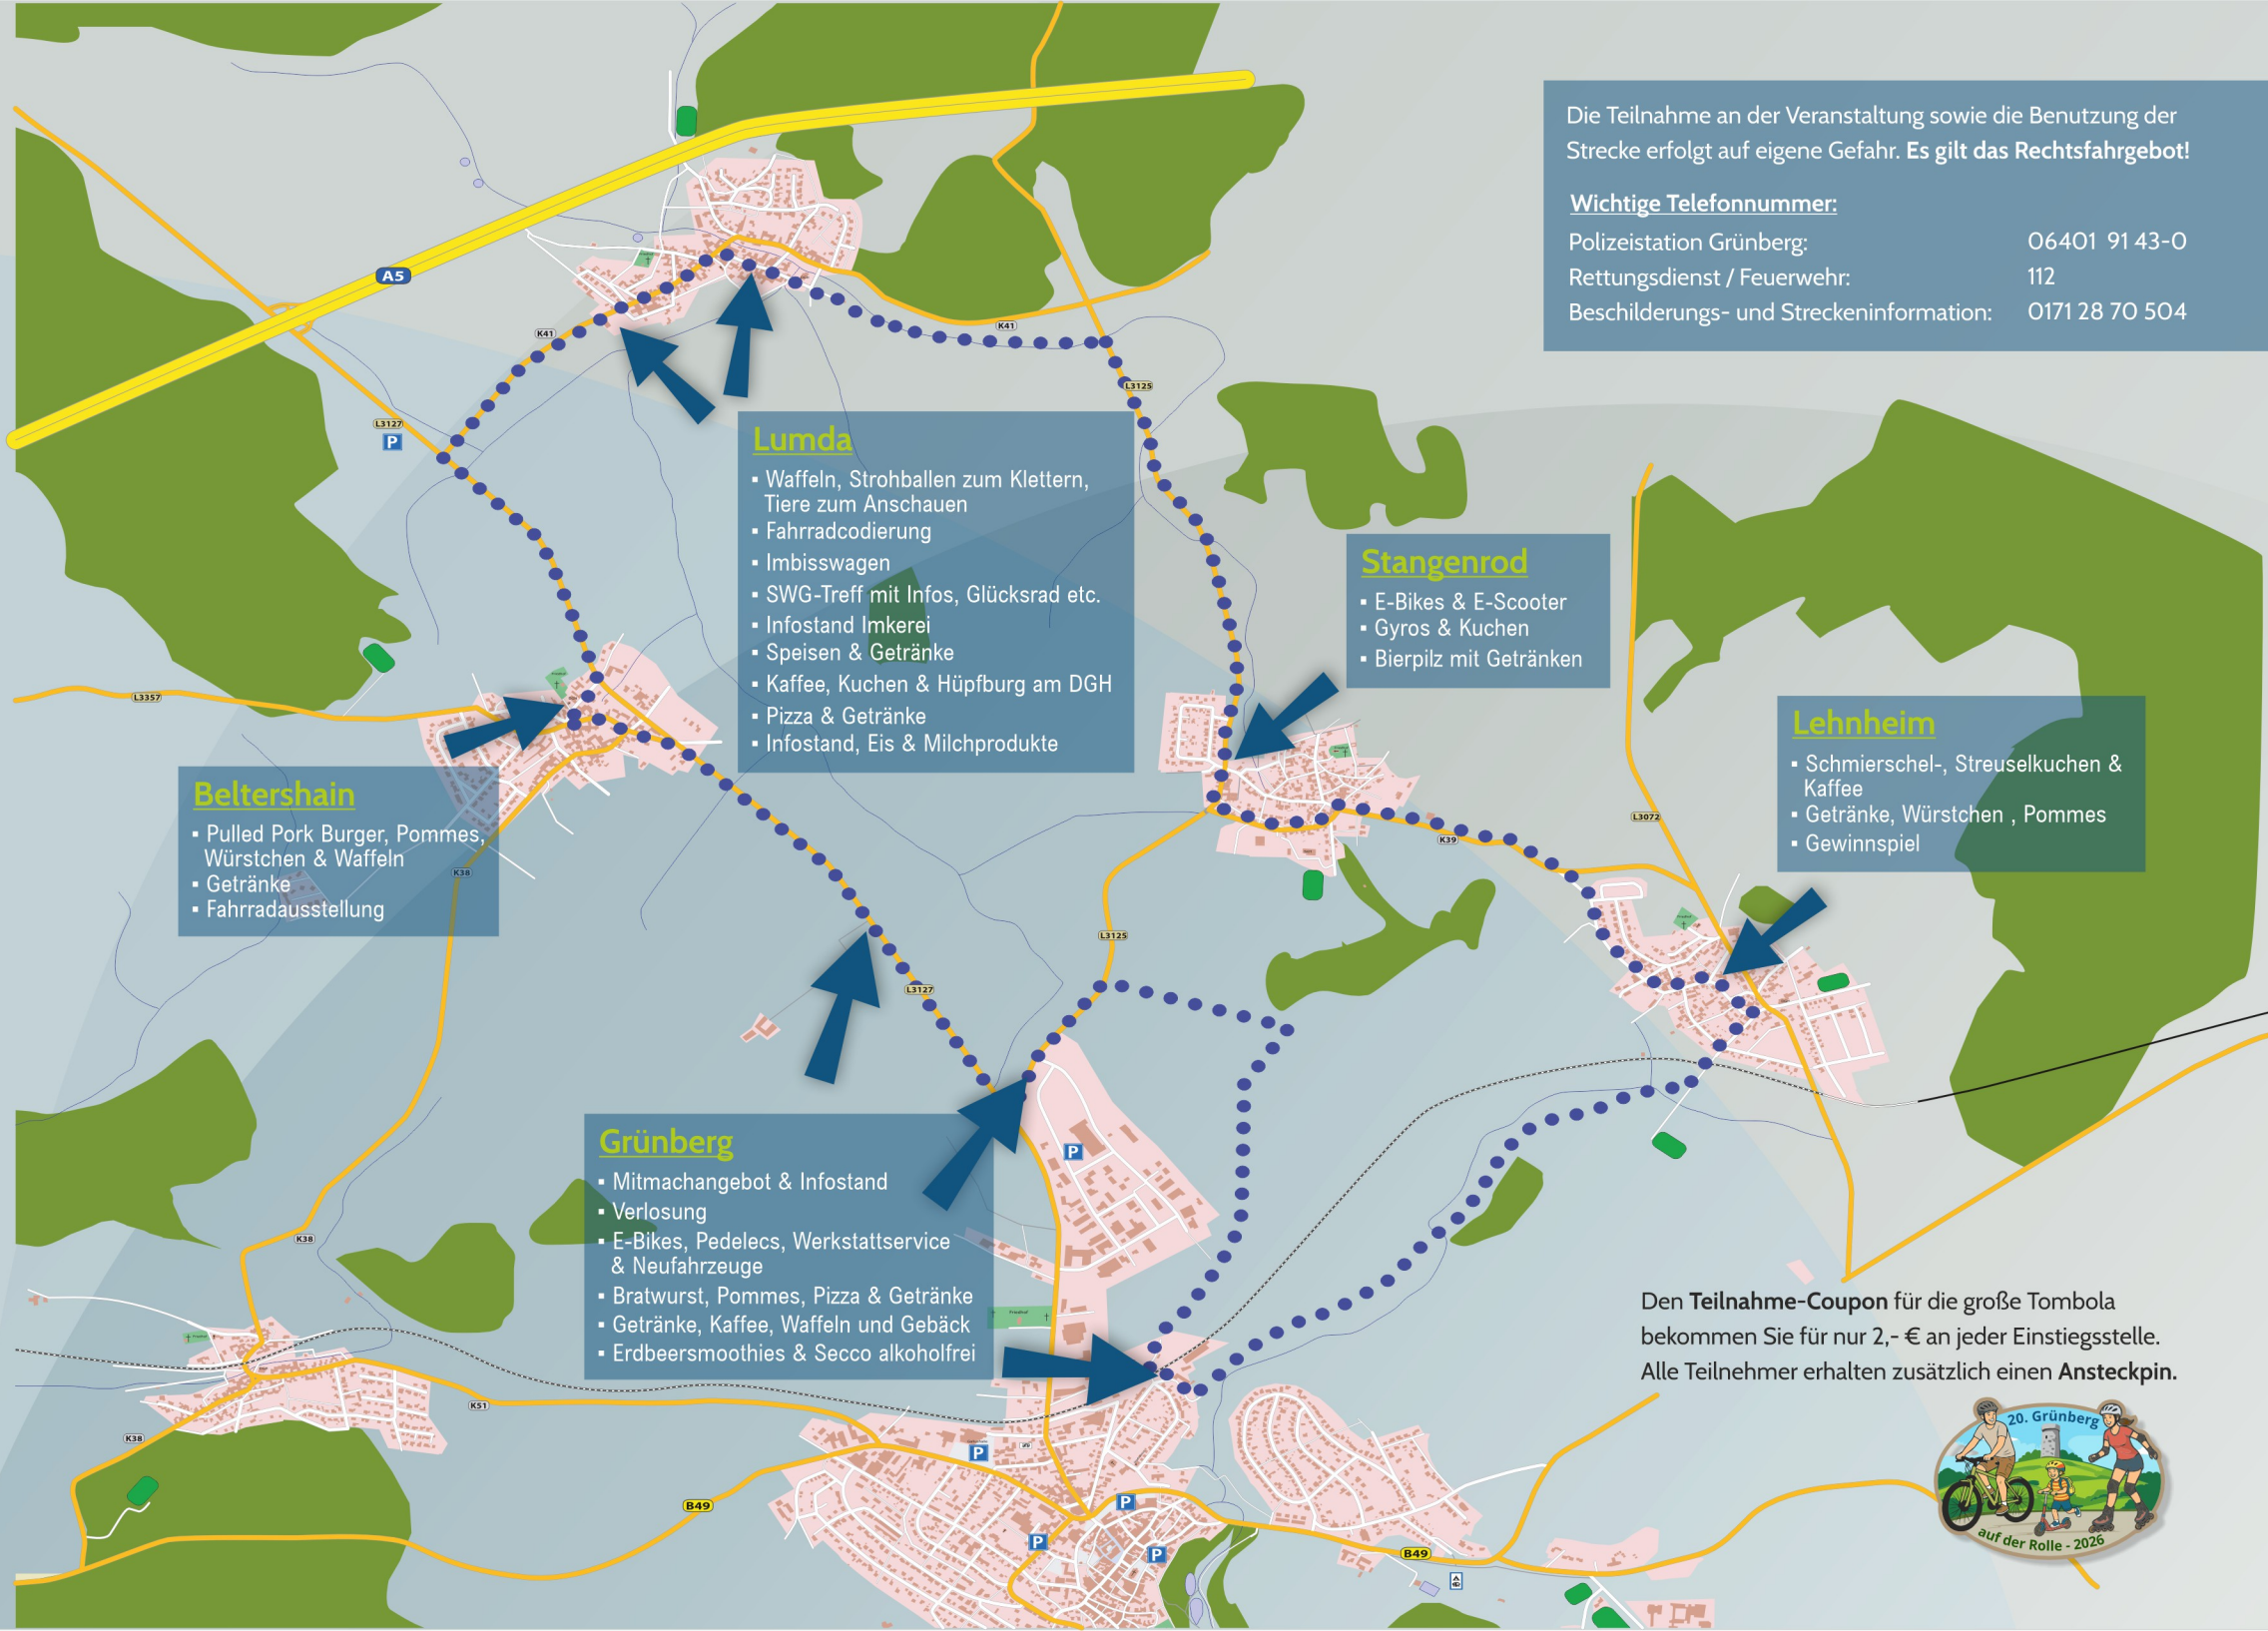 Die Teilnahme an der Veranstaltung sowie die Benutzung der
Strecke erfolgt auf eigene Gefahr. Es gilt das Rechtsfahrgebot!
Wichtige Telefonnummer:
Polizeistation Grünberg: 06401 91 43-0
Rettungsdienst / Feuerwehr: 112
Beschilderungs- und Streckeninformation: 0171 28 70 504
A5
K41
K41
L3125
L3127
P
Lumda
▪ Waffeln, Strohballen zum Klettern,
Tiere zum Anschauen
▪ Fahrradcodierung
▪ Imbisswagen
▪ SWG-Treff mit Infos, Glücksrad etc.
▪ Infostand Imkerei
▪ Speisen & Getränke
▪ Kaffee, Kuchen & Hüpfburg am DGH
▪ Pizza & Getränke
▪ Infostand, Eis & Milchprodukte
Stangenrod
▪ E-Bikes & E-Scooter
▪ Gyros & Kuchen
▪ Bierpilz mit Getränken
L3357
Lehnheim
▪ Schmierschel-, Streuselkuchen &
Kaffee
▪ Getränke, Würstchen , Pommes
▪ Gewinnspiel
L3072
K39
Beltershain
▪ Pulled Pork Burger, Pommes,
Würstchen & Waffeln
▪ Getränke
▪ Fahrradausstellung
K38
L3125
L3127
Grünberg
▪ Mitmachangebot & Infostand
▪ Verlosung
▪ E-Bikes, Pedelecs, Werkstattservice
& Neufahrzeuge
▪ Bratwurst, Pommes, Pizza & Getränke
▪ Getränke, Kaffee, Waffeln und Gebäck
▪ Erdbeersmoothies & Secco alkoholfrei
P
K38
Friedhof
Den Teilnahme-Coupon für die große Tombola
bekommen Sie für nur 2,- € an jeder Einstiegsstelle.
Alle Teilnehmer erhalten zusätzlich einen Ansteckpin.
K51
K38
P
B49
P
P
P
B49
20. Grünberg
auf der Rolle - 2026